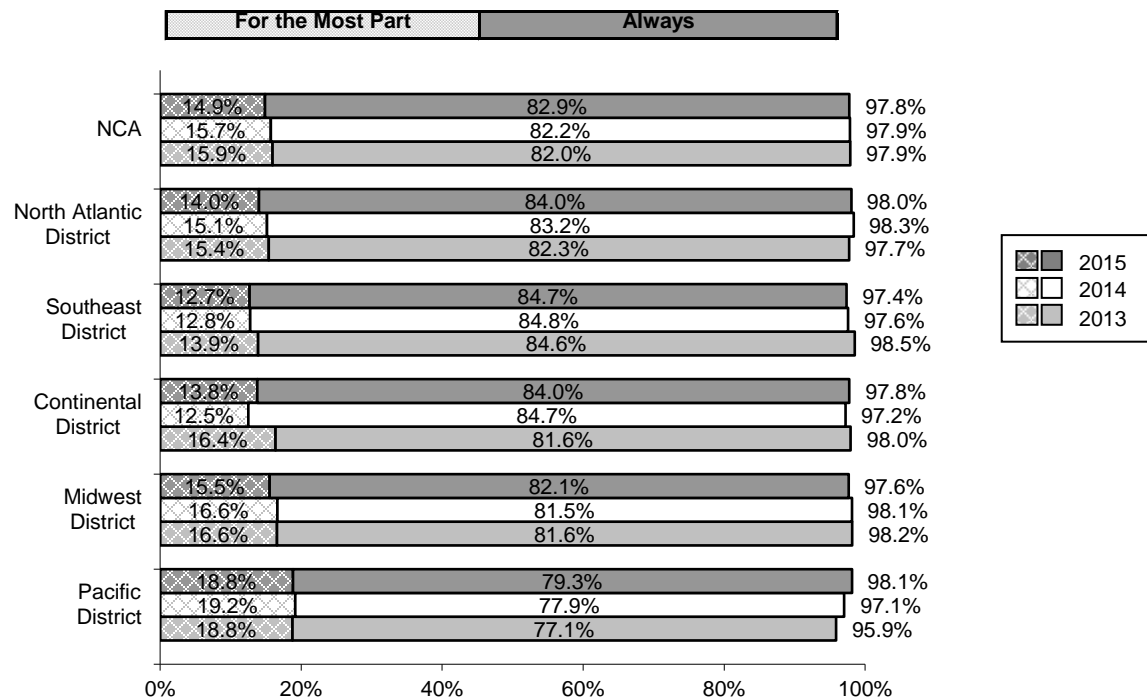 For the Most Part Always
14.9% 82.9% 97.8%
NCA 15.7% 82.2% 97.9%
15.9% 82.0% 97.9%
14.0% 84.0% 98.0%
North Atlantic
District
15.1% 83.2% 98.3%
15.4% 82.3% 97.7%
12.7% 84.7% 97.4%
Southeast
District
12.8% 84.8% 97.6%
13.9% 84.6% 98.5%
13.8% 84.0% 97.8%
Continental
District
12.5% 84.7% 97.2%
16.4% 81.6% 98.0%
15.5% 82.1% 97.6%
Midwest
District
16.6% 81.5% 98.1%
16.6% 81.6% 98.2%
18.8% 79.3% 98.1%
Pacific
District
19.2% 77.9% 97.1%
18.8% 77.1% 95.9%
0% 20% 40% 60% 80% 100%
2015
2014
2013